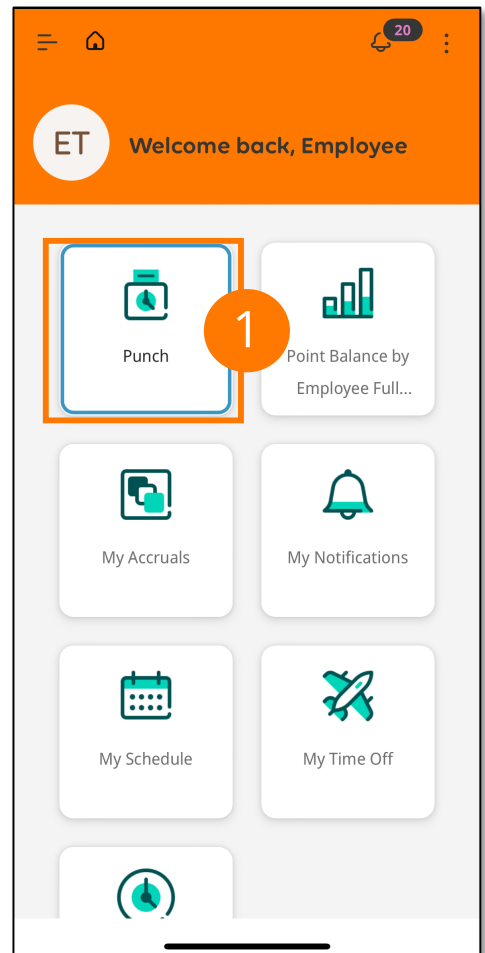 20
ET
Welcome back, Employee
Punch
1
Point Balance by
Employee Full...
My Accruals
My Notifications
My Schedule
My Time Off